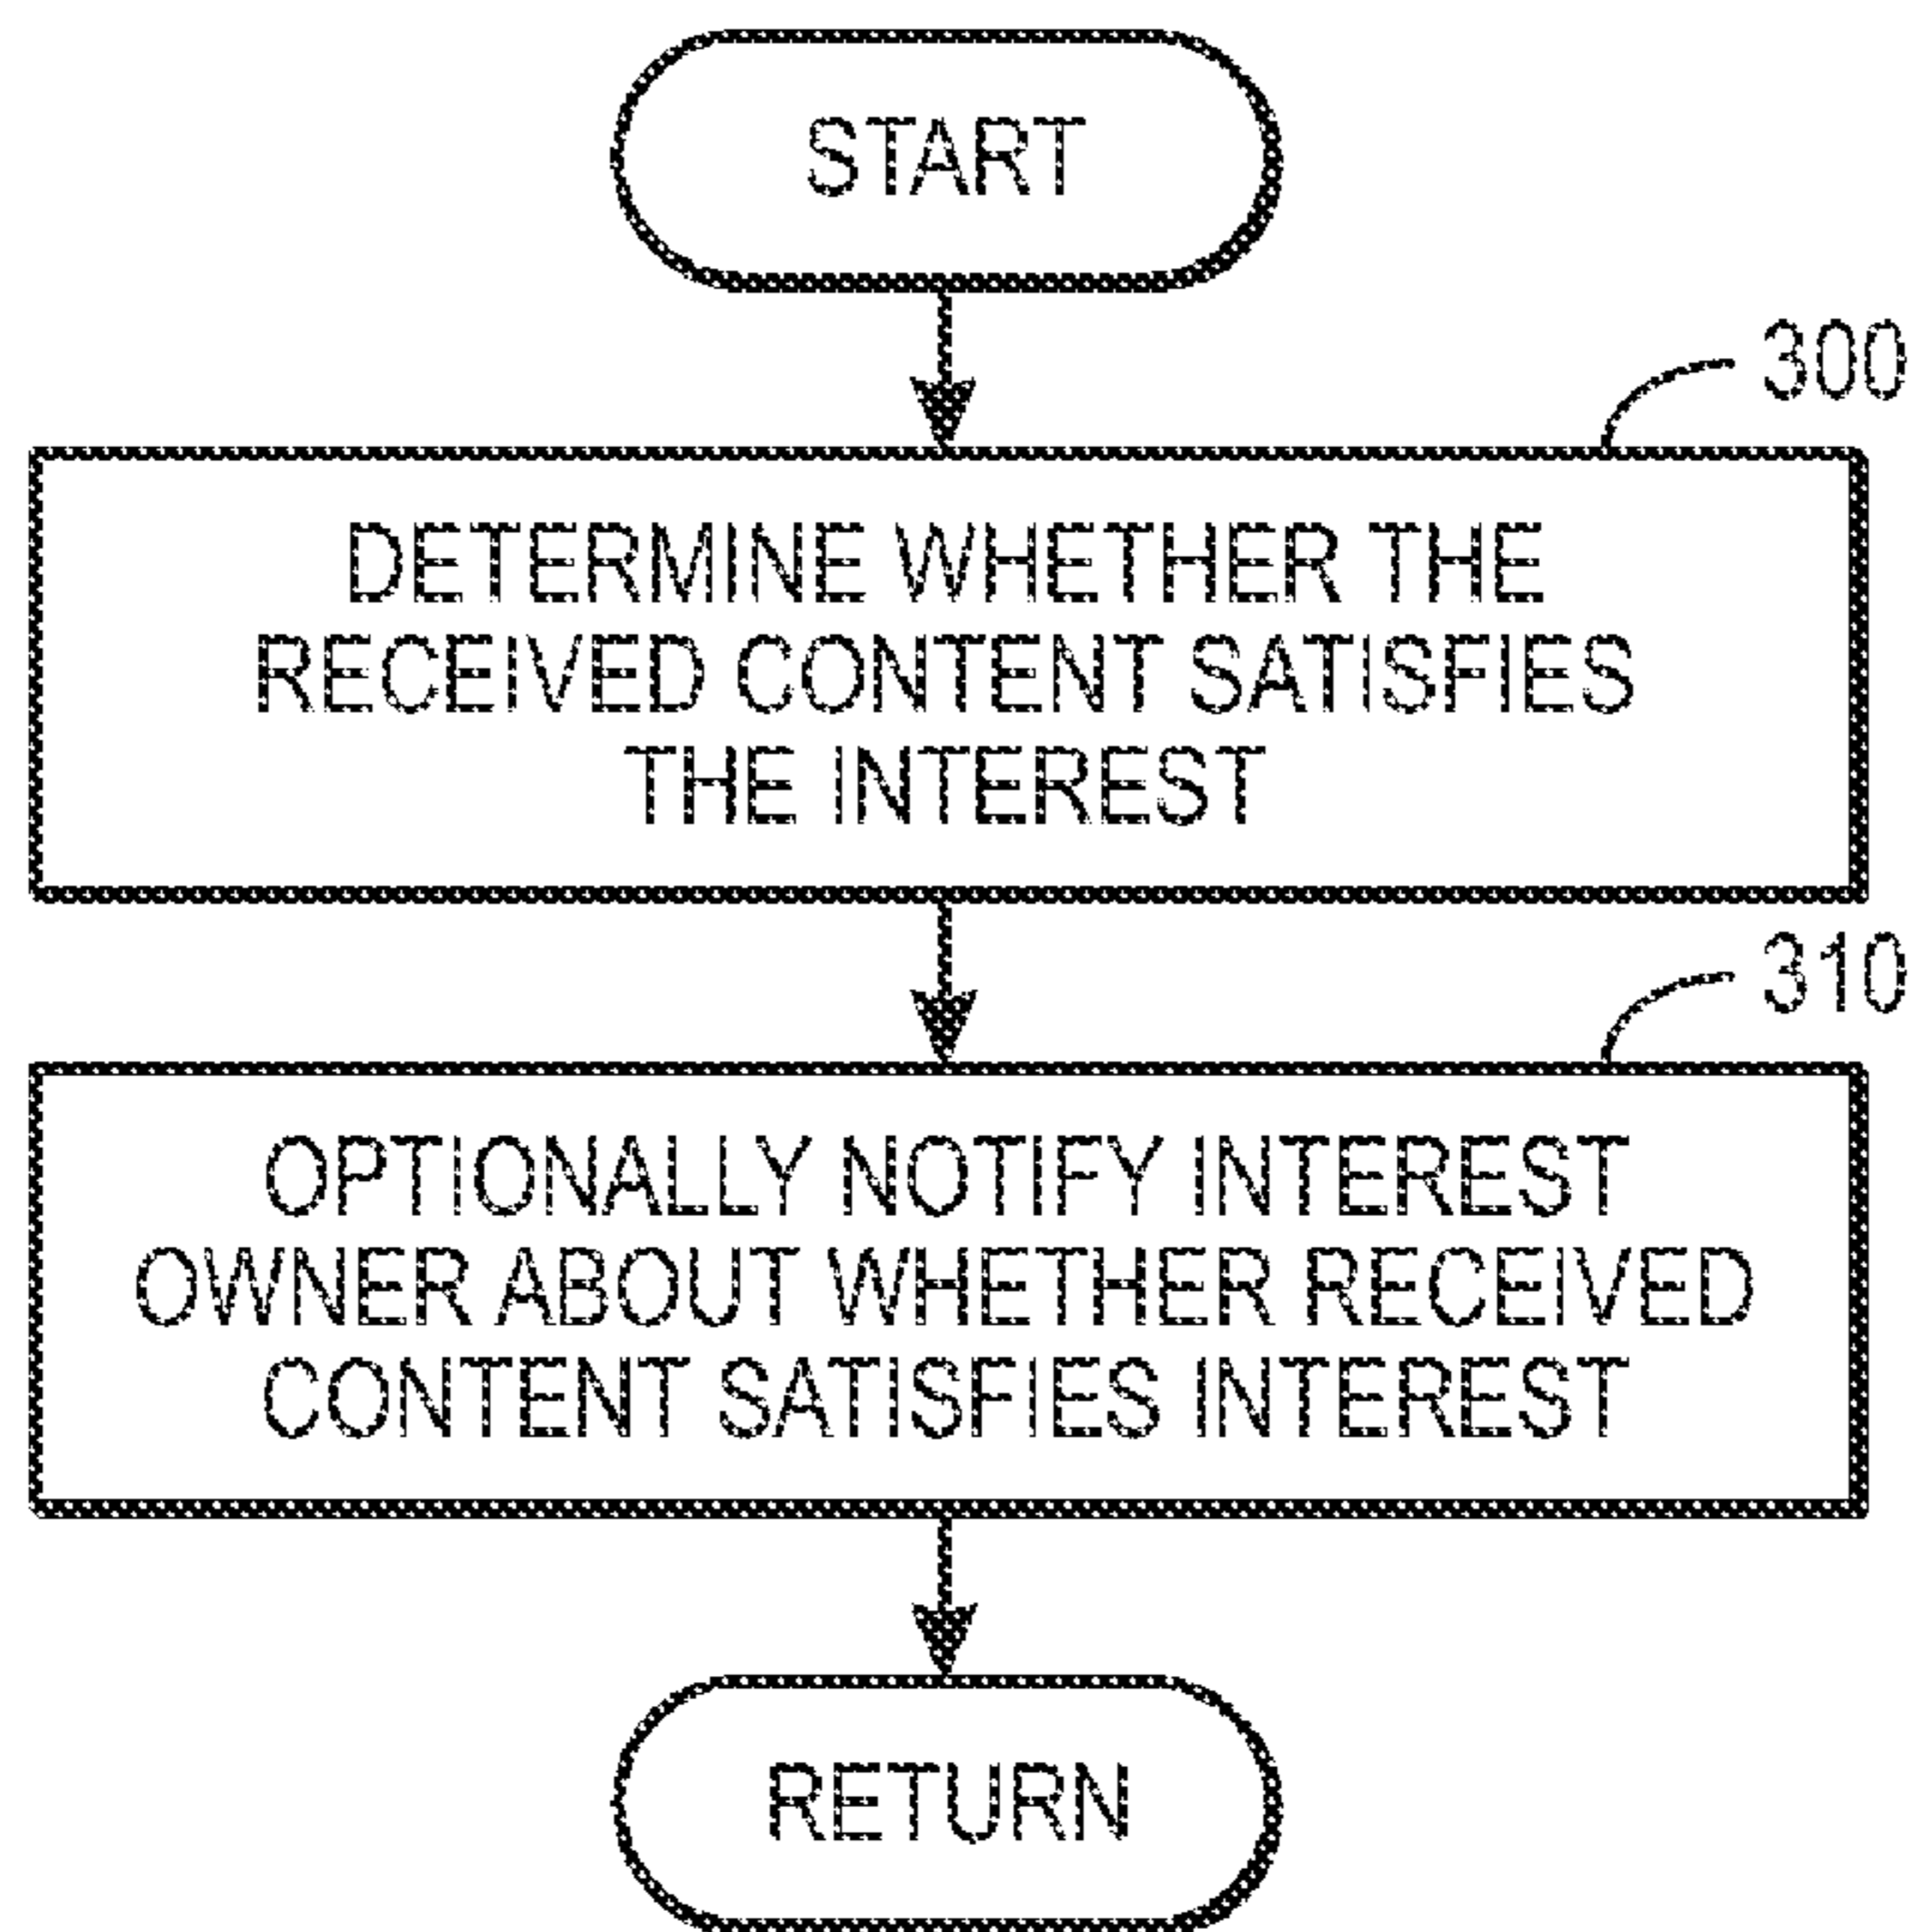 START
300
DETERMINE WHETHER THE
RECEIVED CONTENT SATISFIES
THE INTEREST
310
OPTIONALLY NOTIFY INTEREST
OWNER ABOUT WHETHER RECEIVED
CONTENT SATISFIES INTEREST
RETURN